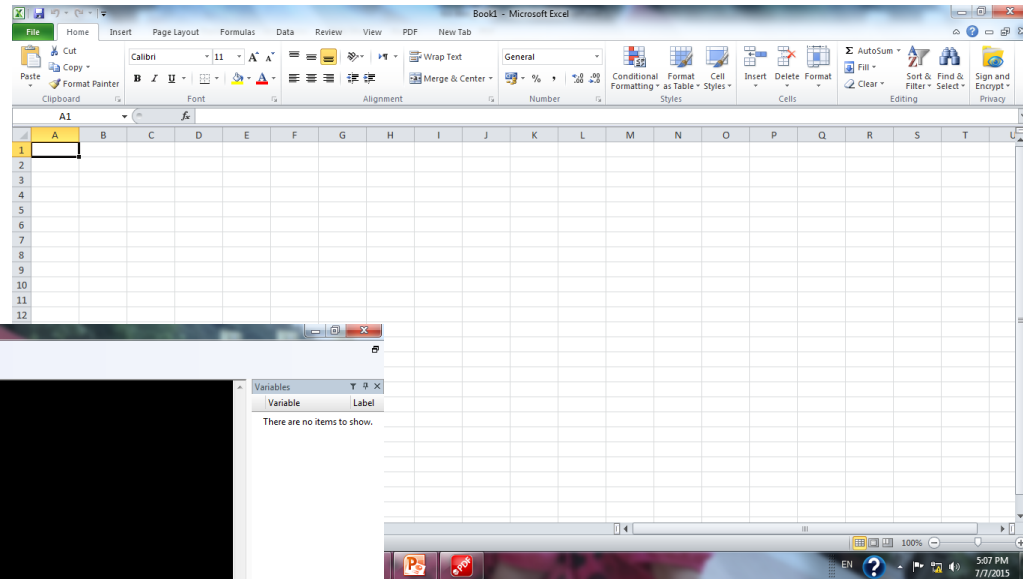 Book1 - Microsoft Excel
File Home Insert Page Layout Formulas Data Review View PDF New Tab
Paste
Cut
Copy
Format Painter
Clipboard
Calibri 11
B I U
Font
Wrap Text
Merge & Center
Alignment
General
% ,
Number
Conditional Formatting
Format as Table
Cell Styles
Styles
Insert Delete Format
Cells
Σ AutoSum
Fill
Clear
Sort & Filter
Find & Select
Editing
Sign and Encrypt
Privacy
A1 fx
A B C D E F G H I J K L M N O P Q R S T U
1
2
3
4
5
6
7
8
9
10
11
12
Variables
Variable Label
There are no items to show.
100%
EN 5:07 PM
7/7/2015